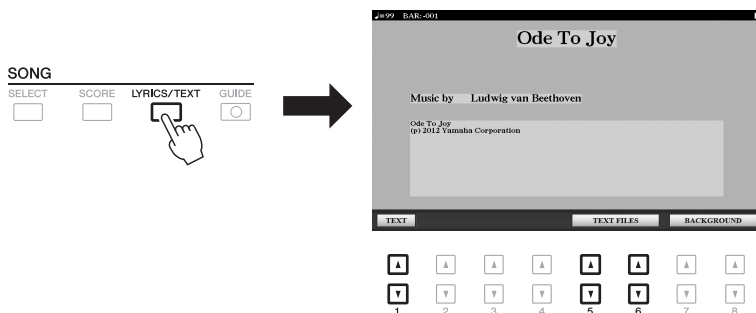 SONG
SELECT SCORE LYRICS/TEXT GUIDE
♩=99 BAR:-001
Ode To Joy
Music by Ludwig van Beethoven
Ode To Joy
(p) 2012 Yamaha Corporation
TEXT TEXT FILES BACKGROUND
1 2 3 4 5 6 7 8